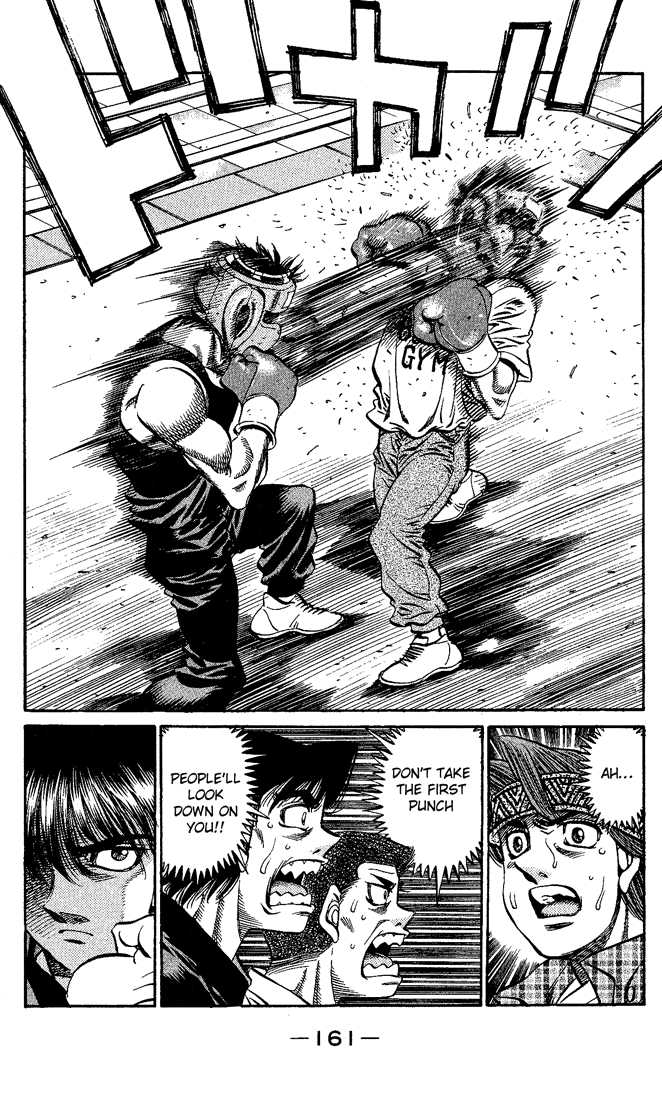 ドカッ
GYM
AH...
DON'T TAKE
THE FIRST
PUNCH
PEOPLE'LL
LOOK
DOWN ON
YOU!!
—161—